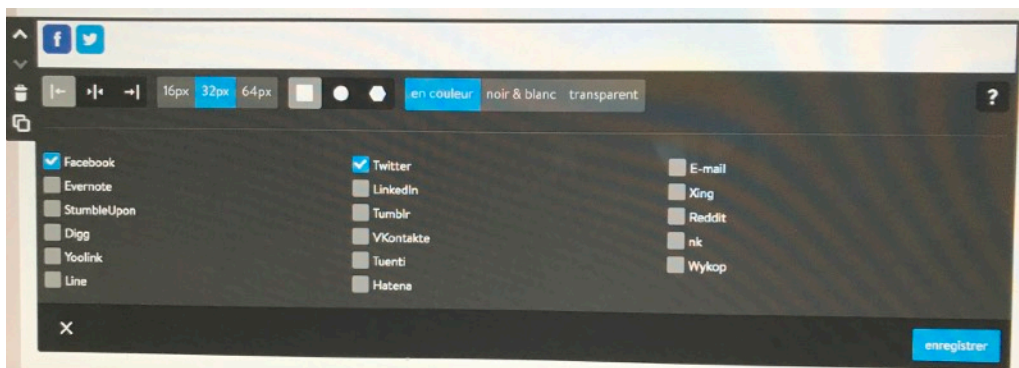 16px 32px 64px en couleur noir & blanc transparent ?
Facebook Twitter E-mail
Evernote LinkedIn Xing
StumbleUpon Tumblr Reddit
Digg VKontakte nk
Yoolink Tuenti Wykop
Line Hatena
enregistrer